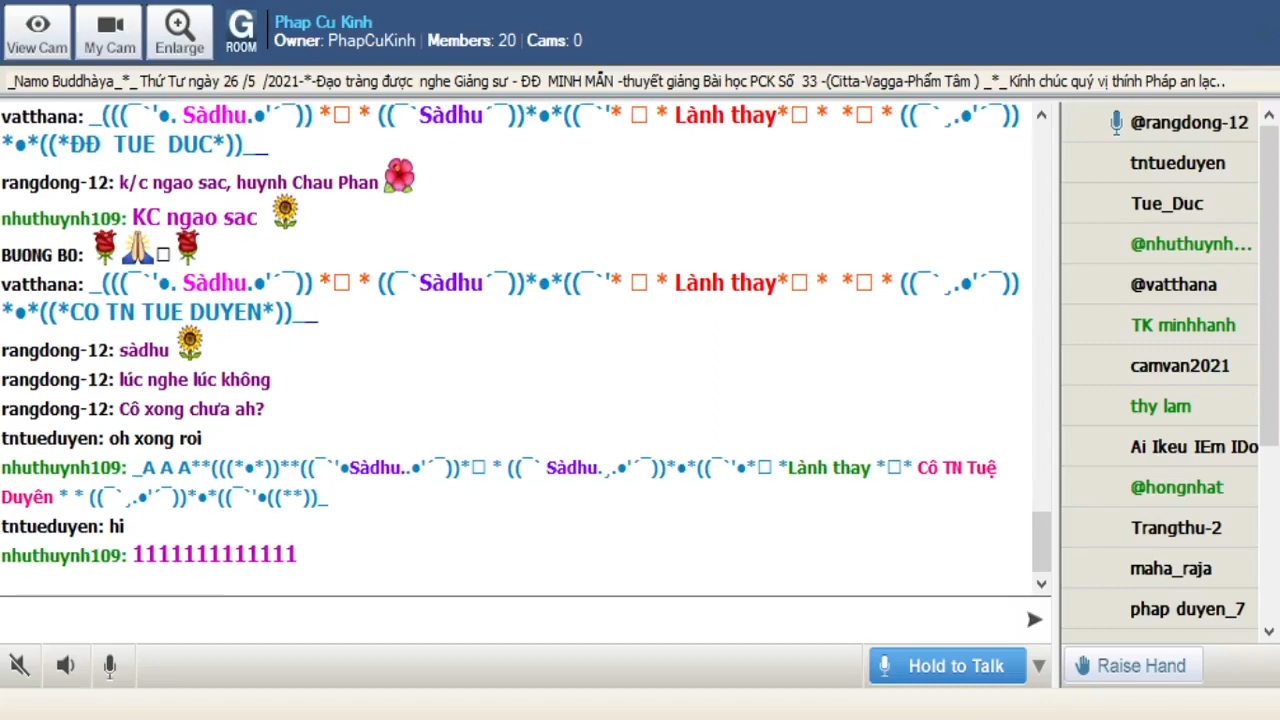 View Cam
My Cam
Enlarge
G
ROOM
Phap Cu Kinh
Owner: PhapCuKinh | Members: 20 | Cams: 0
_Namo Buddhàya_*_ Thứ Tư ngày 26 /5 /2021-*-Đạo tràng được nghe Giảng sư - ĐĐ MINH MẪN -thuyết giảng Bài học PCK Số 33 -(Citta-Vagga-Phẩm Tâm ) _*_ Kính chúc quý vị thính Pháp an lạc..
vatthana: _(((¯`'●. Sàdhu.●'´¯)) *□ * ((¯`Sàdhu´¯))*●*((¯`'* □ * Lành thay*□ * *□ * ((¯`¸.●'´¯))
*●*((*ĐĐ TUE DUC*))__
rangdong-12: k/c ngao sac, huynh Chau Phan
nhuthuynh109: KC ngao sac
BUONG BO: □
vatthana: _(((¯`'●. Sàdhu.●'´¯)) *□ * ((¯`Sàdhu´¯))*●*((¯`'* □ * Lành thay*□ * *□ * ((¯`¸.●'´¯))
*●*((*CO TN TUE DUYEN*))__
rangdong-12: sàdhu
rangdong-12: lúc nghe lúc không
rangdong-12: Cô xong chưa ah?
tntueduyen: oh xong roi
nhuthuynh109: _A A A**(((*●*))**((¯`'●Sàdhu..●'´¯))*□ * ((¯` Sàdhu.¸.●'´¯))*●*((¯`'●*□ *Lành thay *□* Cô TN Tuệ
Duyên * * ((¯`¸.●'´¯))*●*((¯`'●((**))_
tntueduyen: hi
nhuthuynh109: 1111111111111
Hold to Talk
@rangdong-12
tntueduyen
Tue_Duc
@nhuthuynh...
@vatthana
TK minhhanh
camvan2021
thy lam
Ai Ikeu IEm IDo
@hongnhat
Trangthu-2
maha_raja
phap duyen_7
Raise Hand